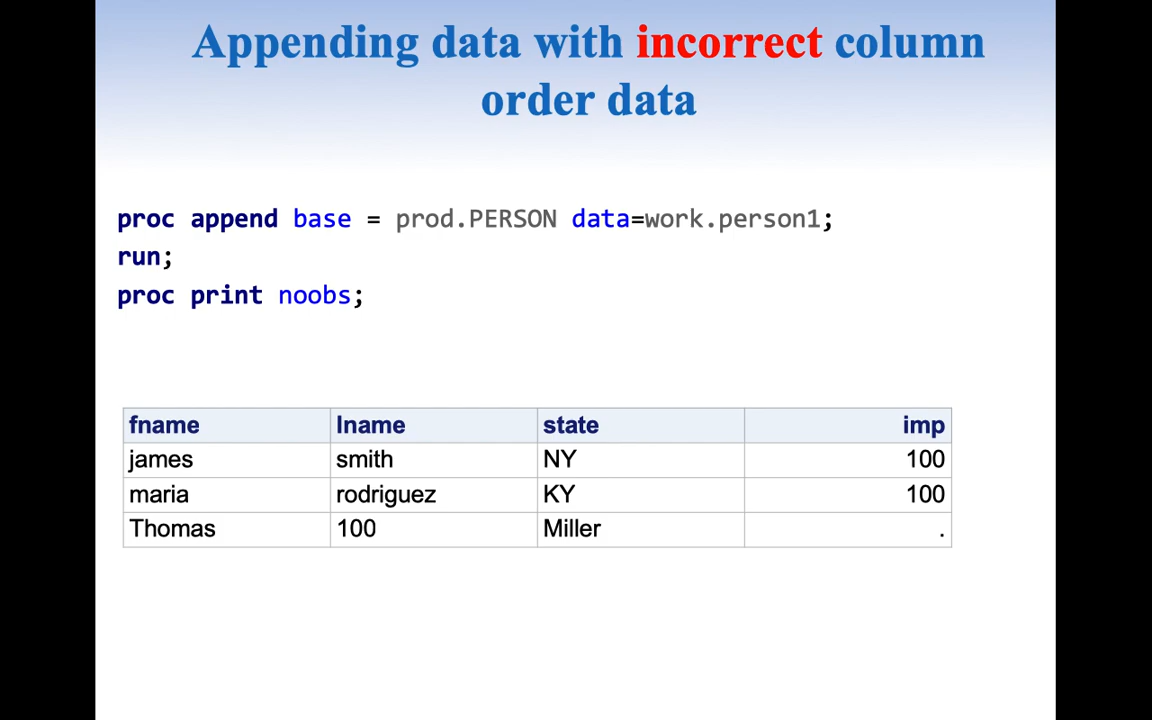 Appending data with incorrect column
order data
proc append base = prod.PERSON data=work.person1;
run;
proc print noobs;
fname lname state imp
james smith NY 100
maria rodriguez KY 100
Thomas 100 Miller .